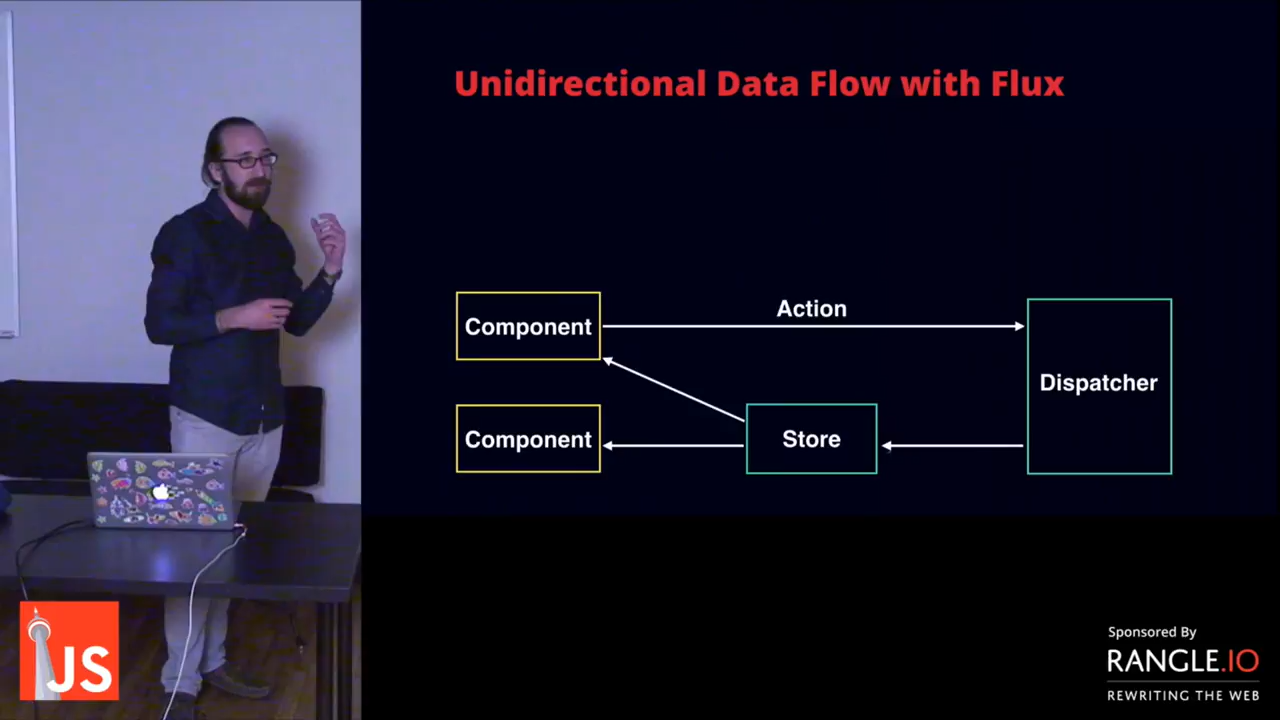 Unidirectional Data Flow with Flux
Component
Action
Dispatcher
Component
Store
JS
Sponsored By
RANGLE.IO
REWRITING THE WEB